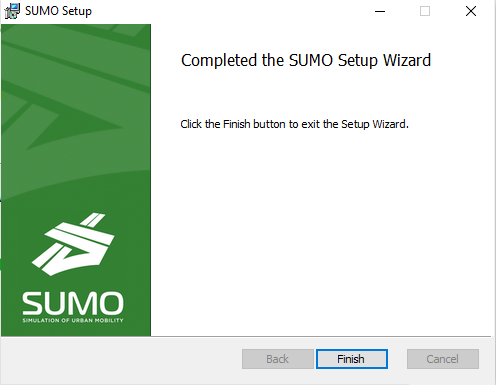 SUMO Setup
Completed the SUMO Setup Wizard
Click the Finish button to exit the Setup Wizard.
SUMO
SIMULATION OF URBAN MOBILITY
Back
Finish
Cancel